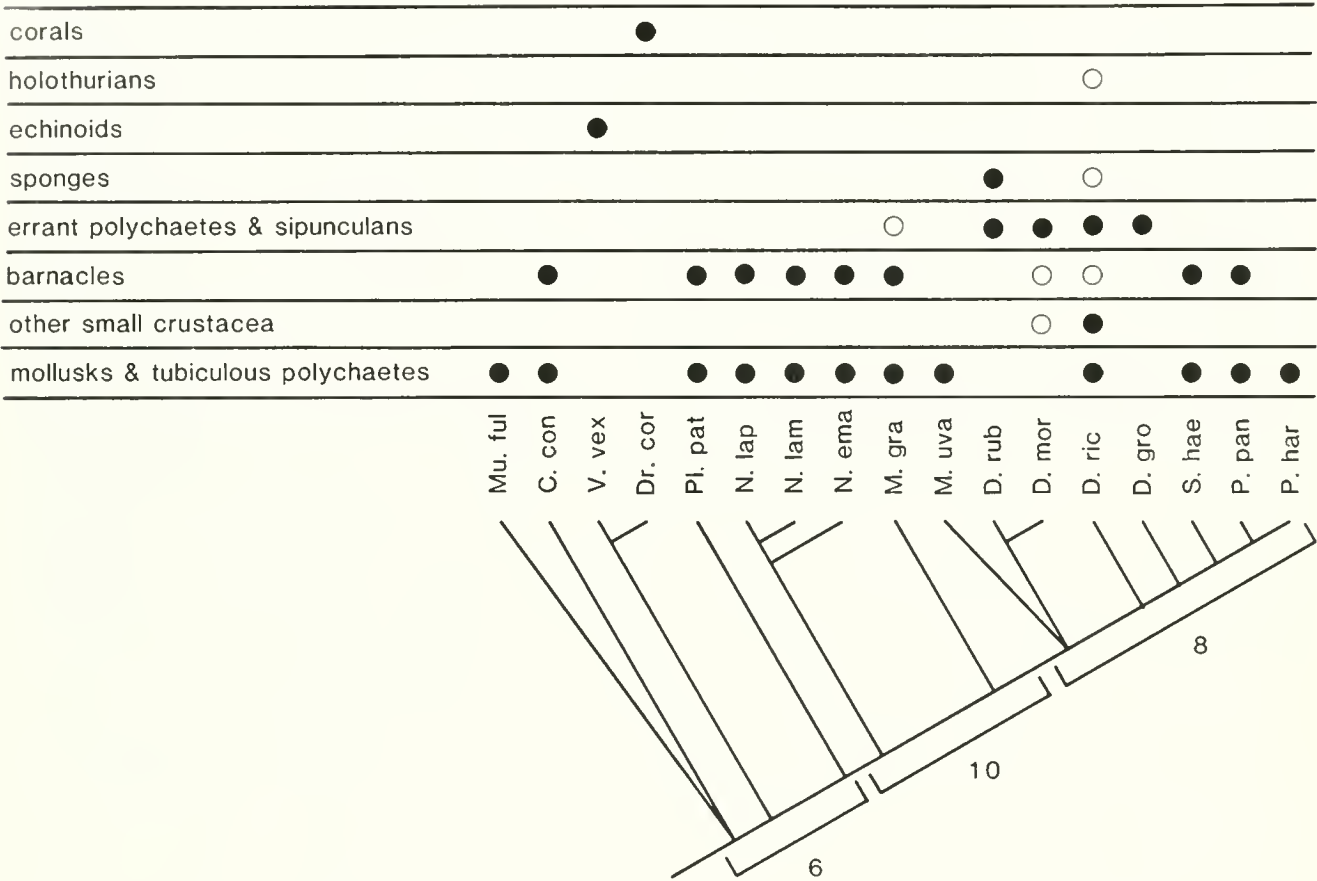 corals
holothurians
echinoids
sponges
errant polychaetes & sipunculans
barnacles
other small crustacea
mollusks & tubiculous polychaetes
Mu. ful
C. con
V. vex
Dr. cor
Pl. pat
N. lap
N. lam
N. ema
M. gra
M. uva
D. rub
D. mor
D. ric
D. gro
S. hae
P. pan
P. har
8
10
6